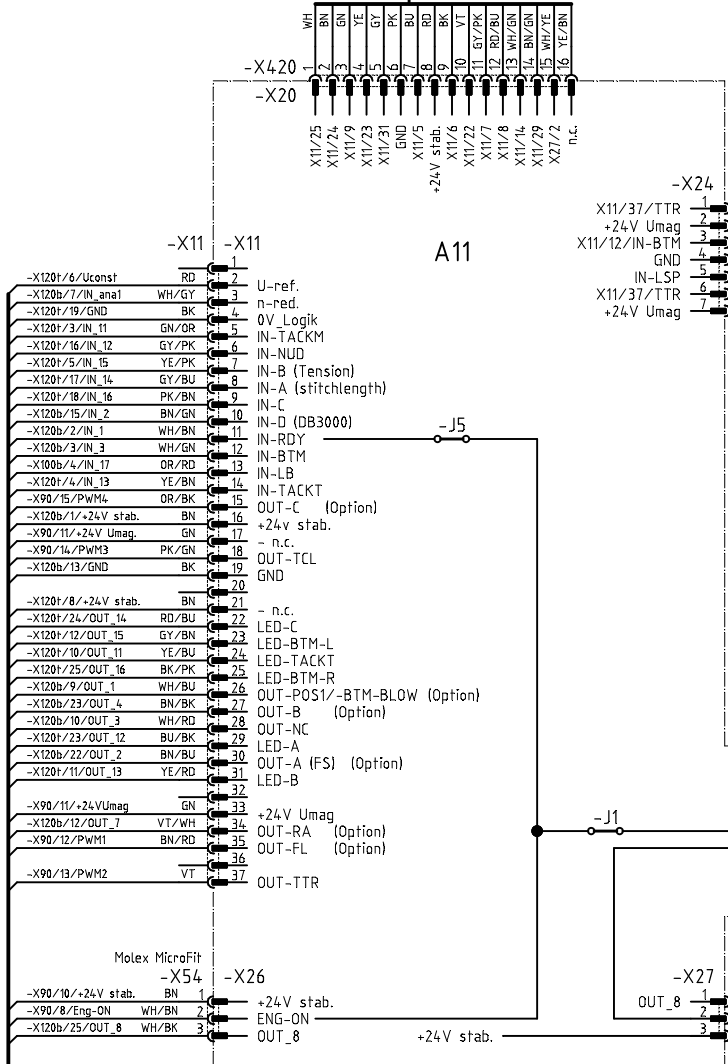 WH BN GN YE GY PK BU RD BK VT GY/PK RD/BU WH/GN BN/GN WH/YE YE/BN
-X420 1 2 3 4 5 6 7 8 9 10 11 12 13 14 15 16
-X20
X11/25 X11/24 X11/9 X11/23 X11/31 GND X11/5 +24V stab. X11/6 X11/22 X11/7 X11/8 X11/14 X11/29 X27/2 n.c.
-X24
X11/37/TTR 1
+24V Umag 2
X11/12/IN-BTM 3
GND 4
IN-LSP 5
X11/37/TTR 6
+24V Umag 7
A11
-X11 -X11
1
-X120t/6/Uconst RD 2 U-ref.
-X120b/7/IN_ana1 WH/GY 3 n-red.
-X120t/19/GND BK 4 0V_Logik
-X120t/3/IN_11 GN/OR 5 IN-TACKM
-X120t/16/IN_12 GY/PK 6 IN-NUD
-X120t/5/IN_15 YE/PK 7 IN-B (Tension)
-X120t/17/IN_14 GY/BU 8 IN-A (stitchlength)
-X120t/18/IN_16 PK/BN 9 IN-C
-X120b/15/IN_2 BN/GN 10 IN-D (DB3000)
-X120b/2/IN_1 WH/BN 11 IN-RDY -J5
-X120b/3/IN_3 WH/GN 12 IN-BTM
-X100b/4/IN_17 OR/RD 13 IN-LB
-X120t/4/IN_13 YE/BN 14 IN-TACKT
-X90/15/PWM4 OR/BK 15 OUT-C (Option)
-X120b/1/+24V stab. BN 16 +24v stab.
-X90/11/+24V Umag. GN 17 - n.c.
-X90/14/PWM3 PK/GN 18 OUT-TCL
-X120b/13/GND BK 19 GND
20
-X120t/8/+24V stab. BN 21 - n.c.
-X120t/24/OUT_14 RD/BU 22 LED-C
-X120t/12/OUT_15 GY/BN 23 LED-BTM-L
-X120t/10/OUT_11 YE/BU 24 LED-TACKT
-X120t/25/OUT_16 BK/PK 25 LED-BTM-R
-X120b/9/OUT_1 WH/BU 26 OUT-POS1/-BTM-BLOW (Option)
-X120b/23/OUT_4 BN/BK 27 OUT-B (Option)
-X120b/10/OUT_3 WH/RD 28 OUT-NC
-X120t/23/OUT_12 BU/BK 29 LED-A
-X120b/22/OUT_2 BN/BU 30 OUT-A (FS) (Option)
-X120t/11/OUT_13 YE/RD 31 LED-B
32
-X90/11/+24VUmag GN 33 +24V Umag
-X120b/12/OUT_7 VT/WH 34 OUT-RA (Option) -J1
-X90/12/PWM1 BN/RD 35 OUT-FL (Option)
36
-X90/13/PWM2 VT 37 OUT-TTR
Molex MicroFit
-X54 -X26 -X27
-X90/10/+24V stab. BN 1 +24V stab. OUT_8 1
-X90/8/Eng-ON WH/BN 2 ENG-ON 2
-X120b/25/OUT_8 WH/BK 3 OUT_8 +24V stab. 3